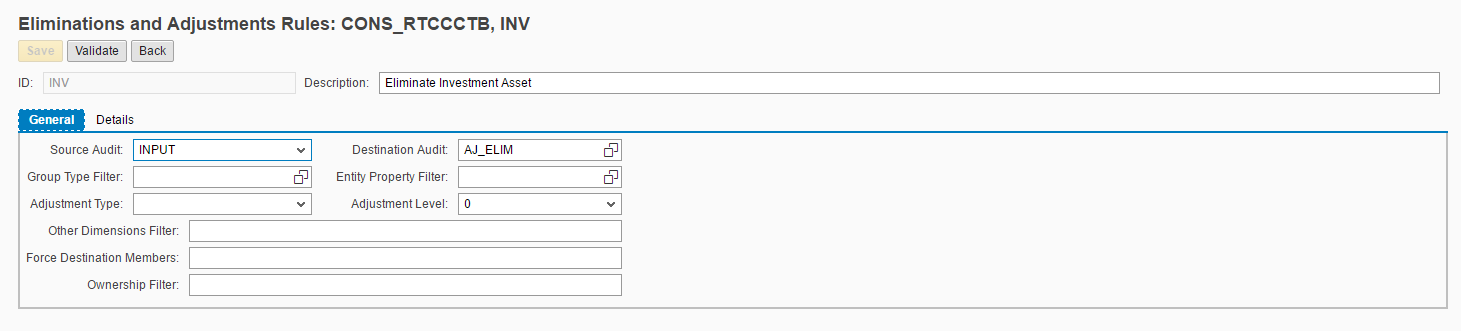 Eliminations and Adjustments Rules: CONS_RTCCCTB, INV
Save Validate Back
ID: INV Description: Eliminate Investment Asset
General Details
Source Audit: INPUT Destination Audit: AJ_ELIM
Group Type Filter: Entity Property Filter:
Adjustment Type: Adjustment Level: 0
Other Dimensions Filter:
Force Destination Members:
Ownership Filter: